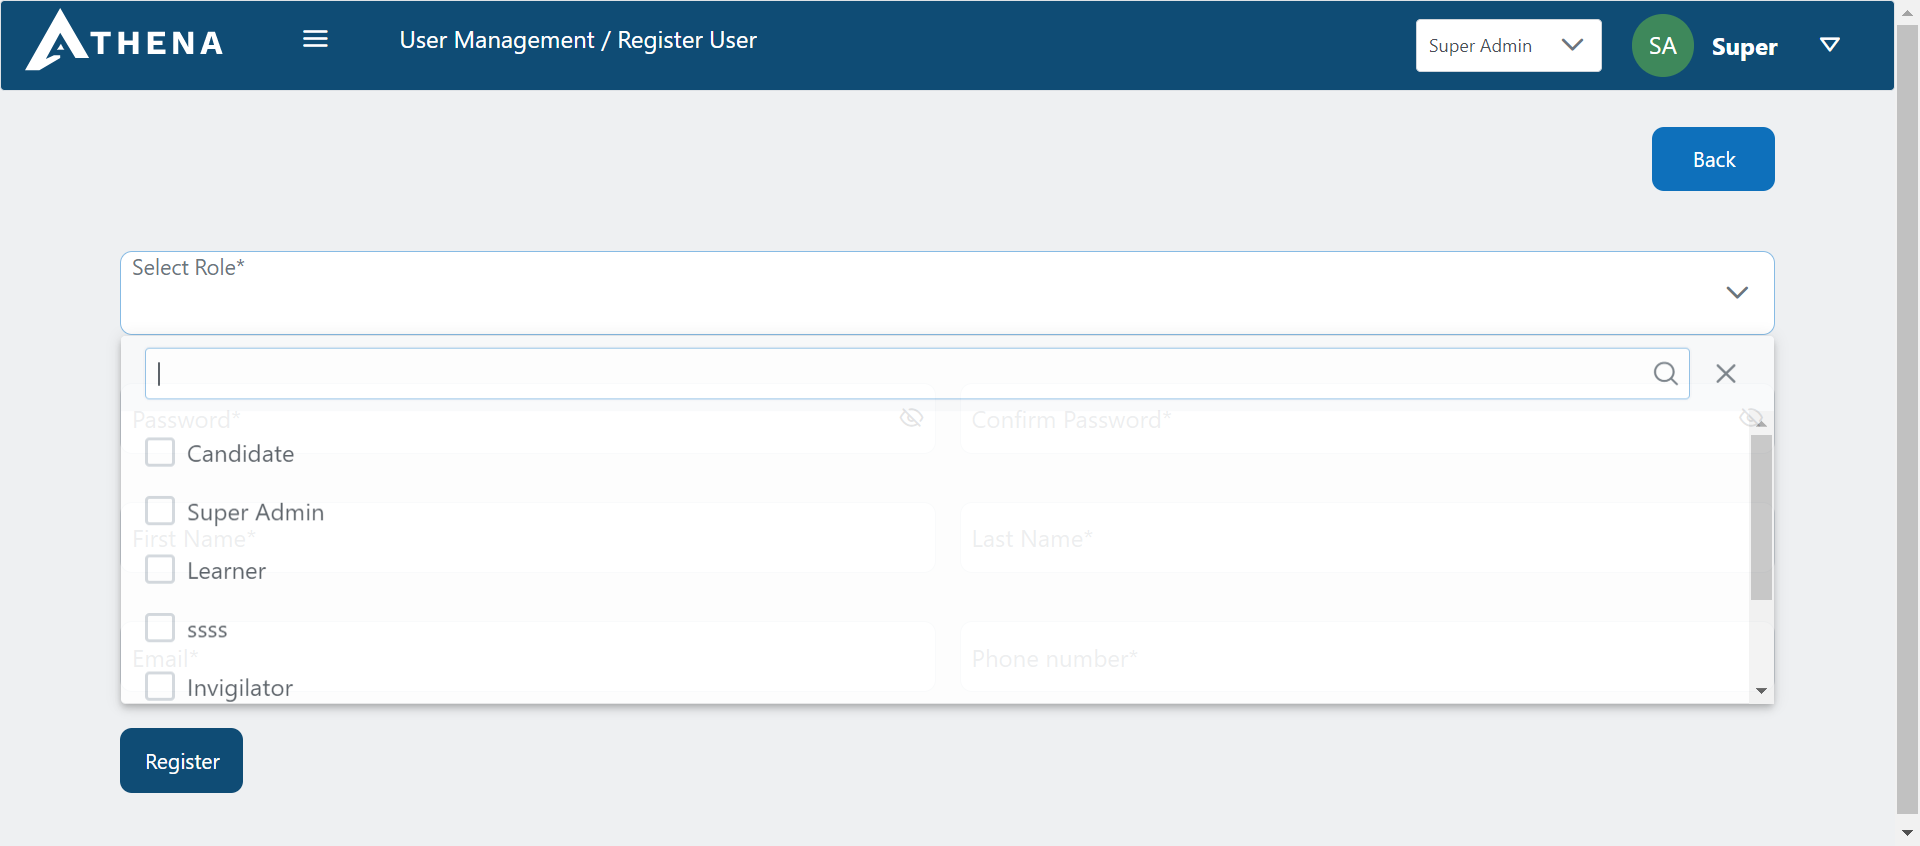 ATHENA
User Management / Register User
Super Admin
SA
Super
Back
Select Role*
Password*
Confirm Password*
Candidate
Super Admin
First Name*
Last Name*
Learner
ssss
Email*
Phone number*
Invigilator
Register